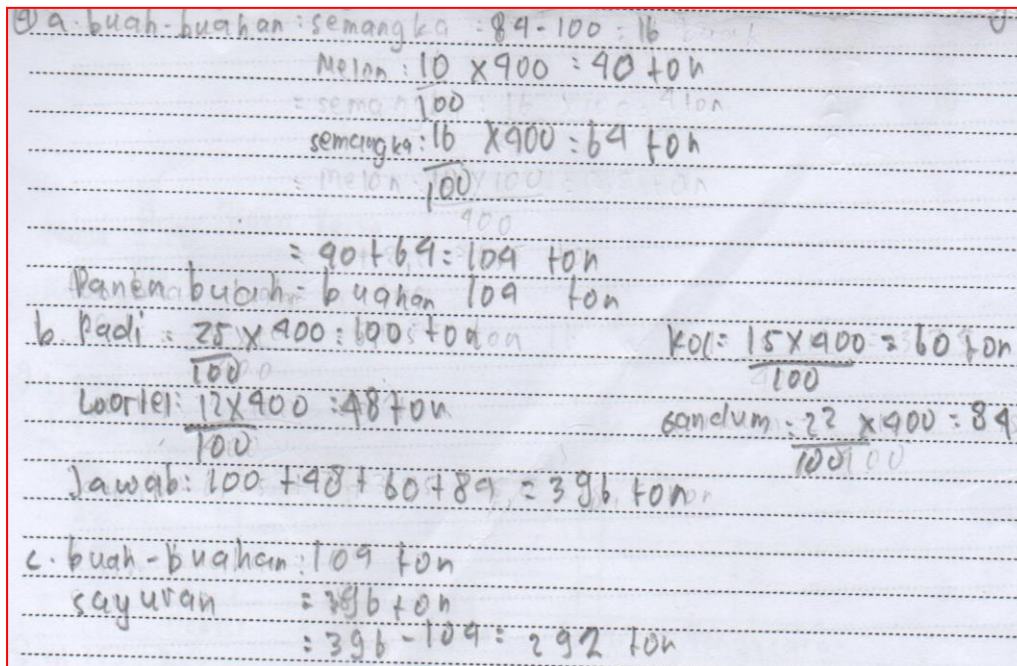 ④ a. buah-buahan : semangka : 84-100 : 16
Melon : 10 x 400 : 40 ton
100
semangka : 16 x 400 : 64 ton
100
= 40 + 64 : 104 ton
Panen buah - buahan 104 ton
b. Padi : 25 x 400 : 100 ton Kol = 15 x 400 = 60 ton
100 100
Wortel : 12 x 400 : 48 ton gandum : 22 x 400 = 84
100 100
Jawab : 100 + 48 + 60 + 84 = 396 ton
c. buah - buahan : 104 ton
sayuran = 396 ton
: 396 - 104 = 292 ton